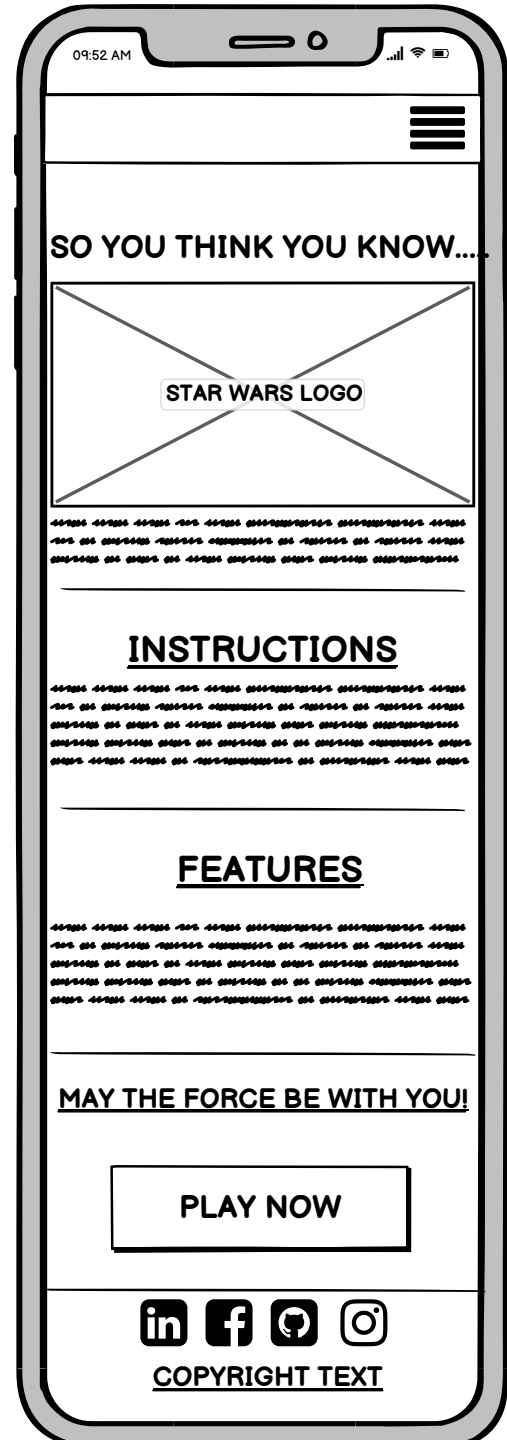 09:52 AM
SO YOU THINK YOU KNOW.....
STAR WARS LOGO
INSTRUCTIONS
FEATURES
MAY THE FORCE BE WITH YOU!
PLAY NOW
in f
COPYRIGHT TEXT